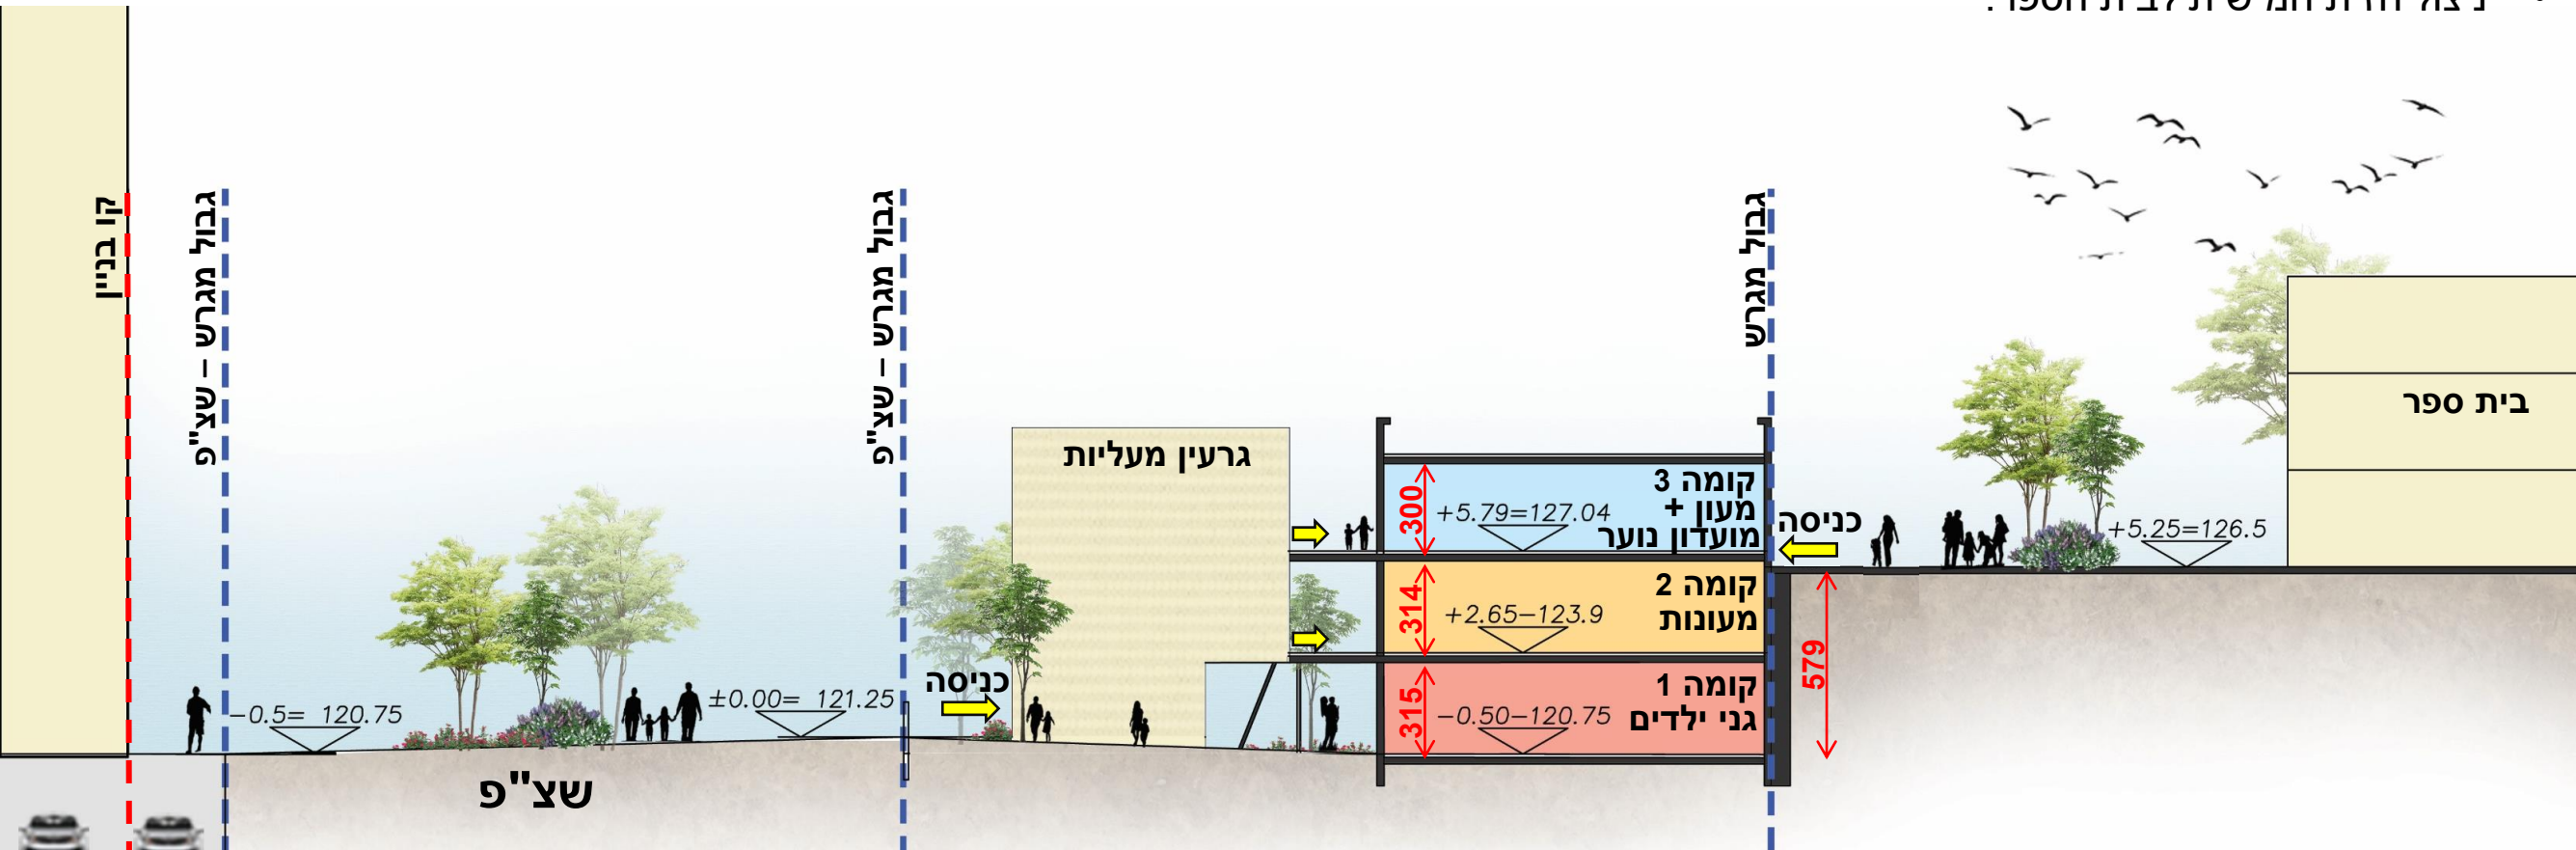 קו בניין
גבול מגרש – שצ"פ
גבול מגרש – שצ"פ
גבול מגרש
גרעין מעליות
בית ספר
קומה 3
מעון +
מועדון נוער
+5.79=127.04
300
כניסה
+5.25=126.5
קומה 2
מעונות
+2.65–123.9
314
קומה 1
גני ילדים
–0.50–120.75
315
579
כניסה
±0.00= 121.25
–0.5= 120.75
שצ"פ